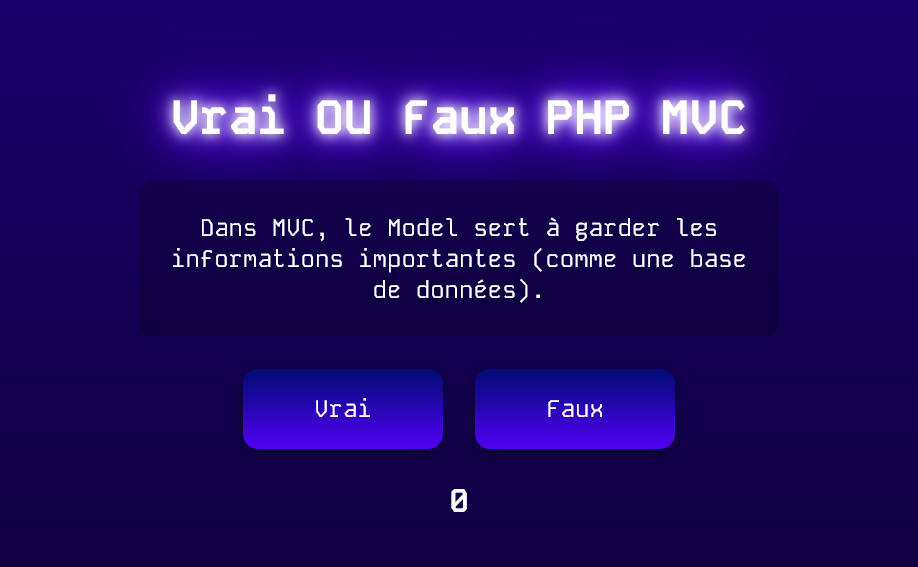 Vrai OU Faux PHP MVC
Dans MVC, le Model sert à garder les
informations importantes (comme une base
de données).
Vrai
Faux
0